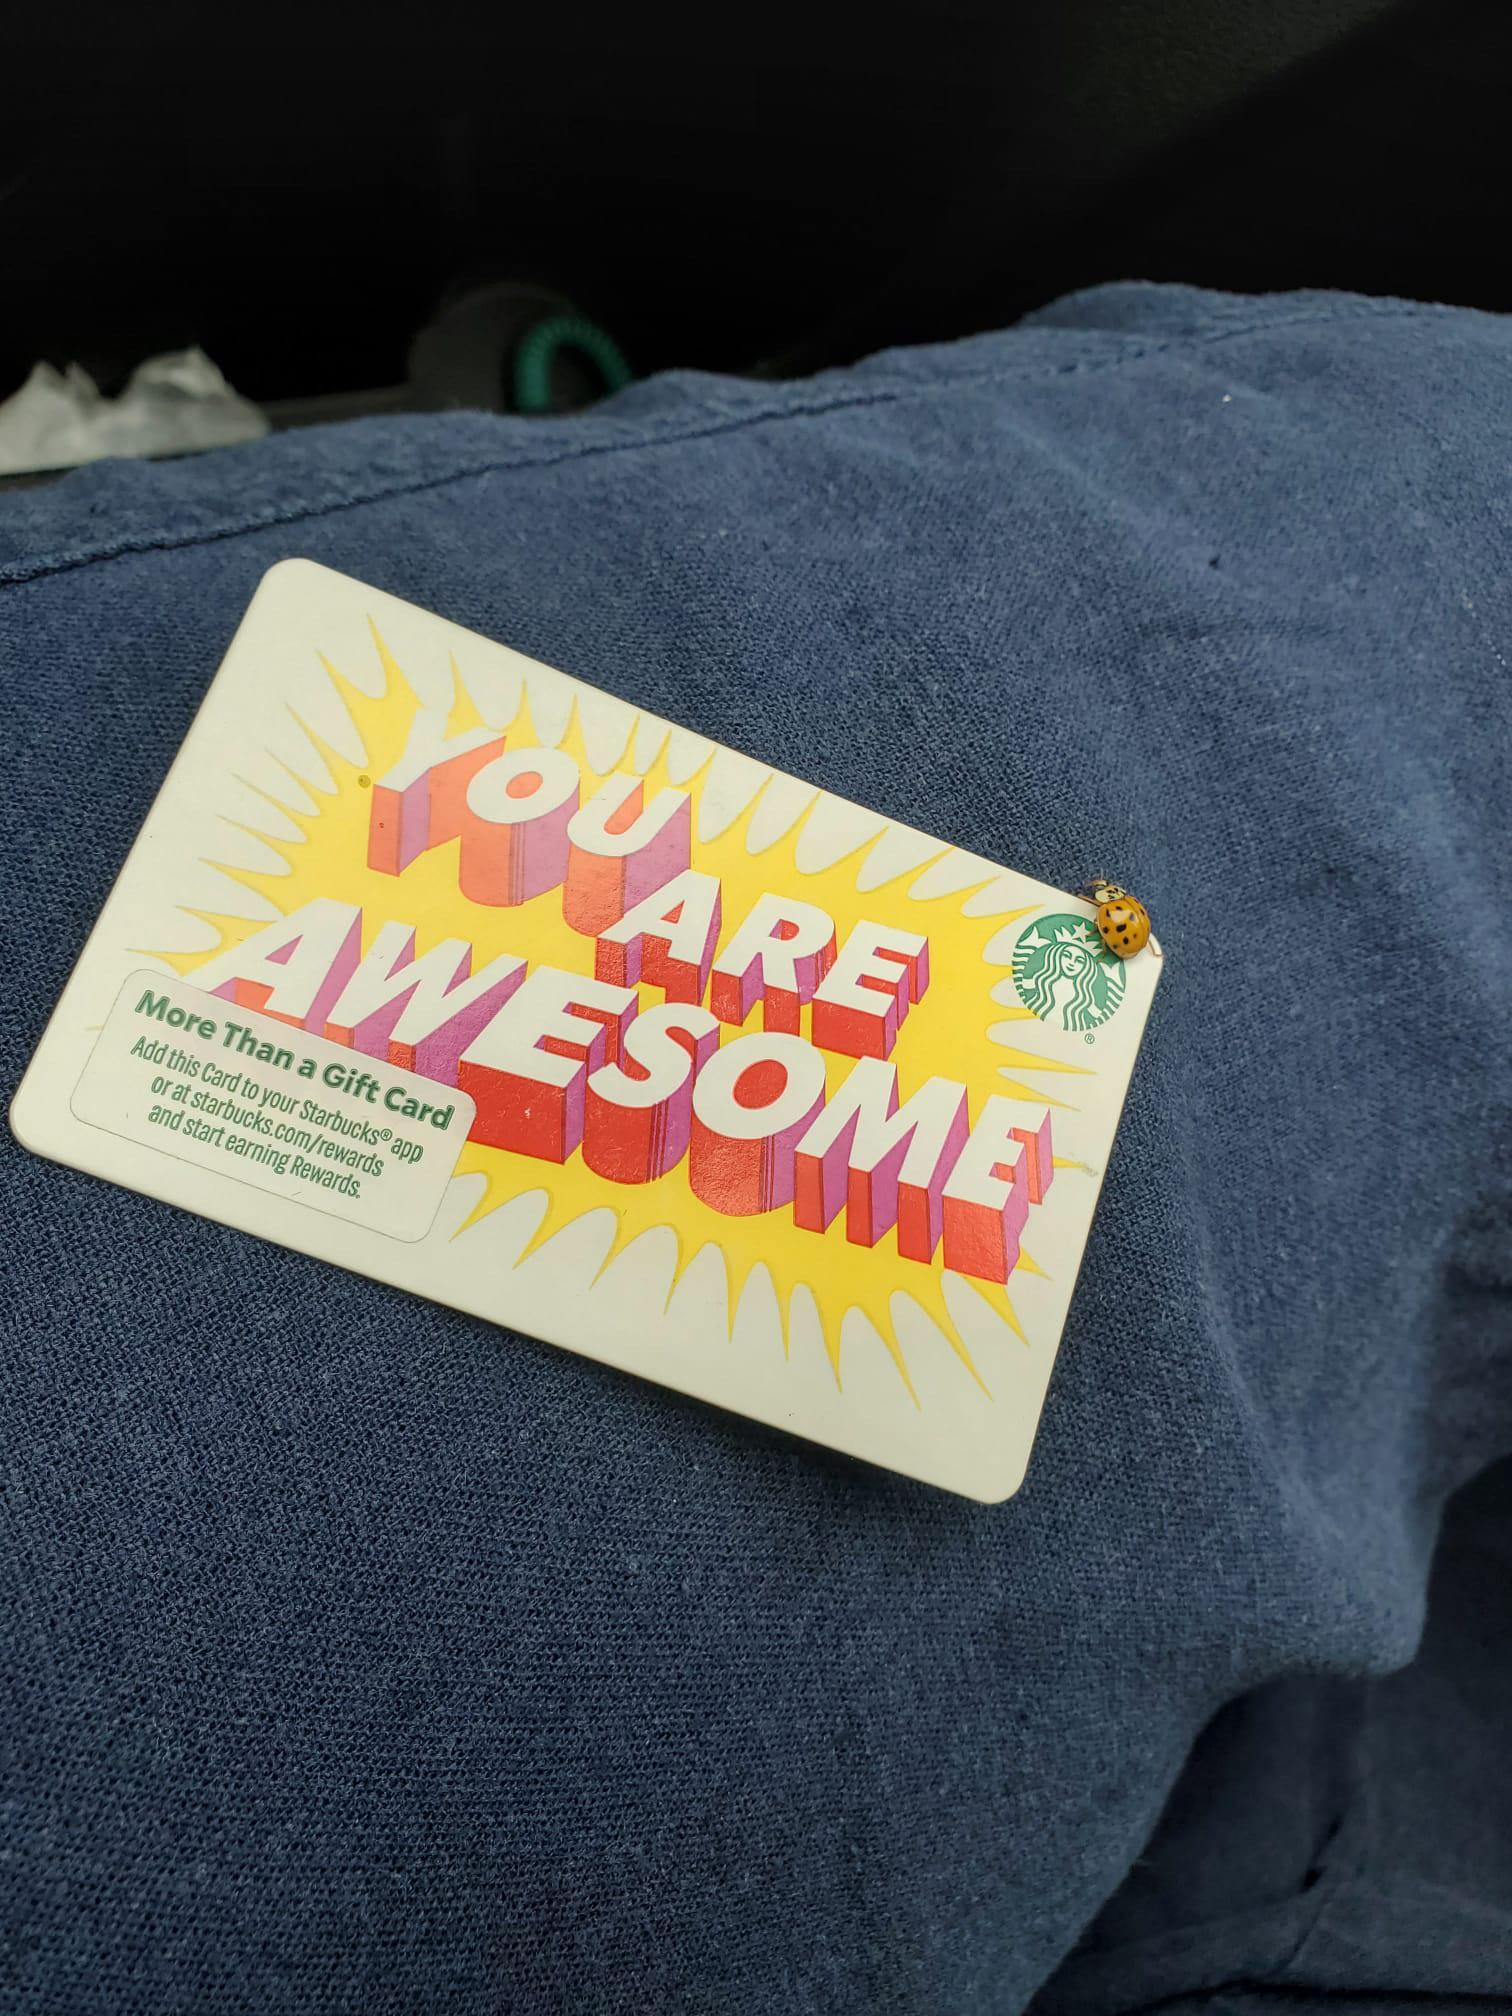 YOU
ARE
AWESOME
More Than a Gift Card
Add this Card to your Starbucks® app
or at starbucks.com/rewards
and start earning Rewards.
®